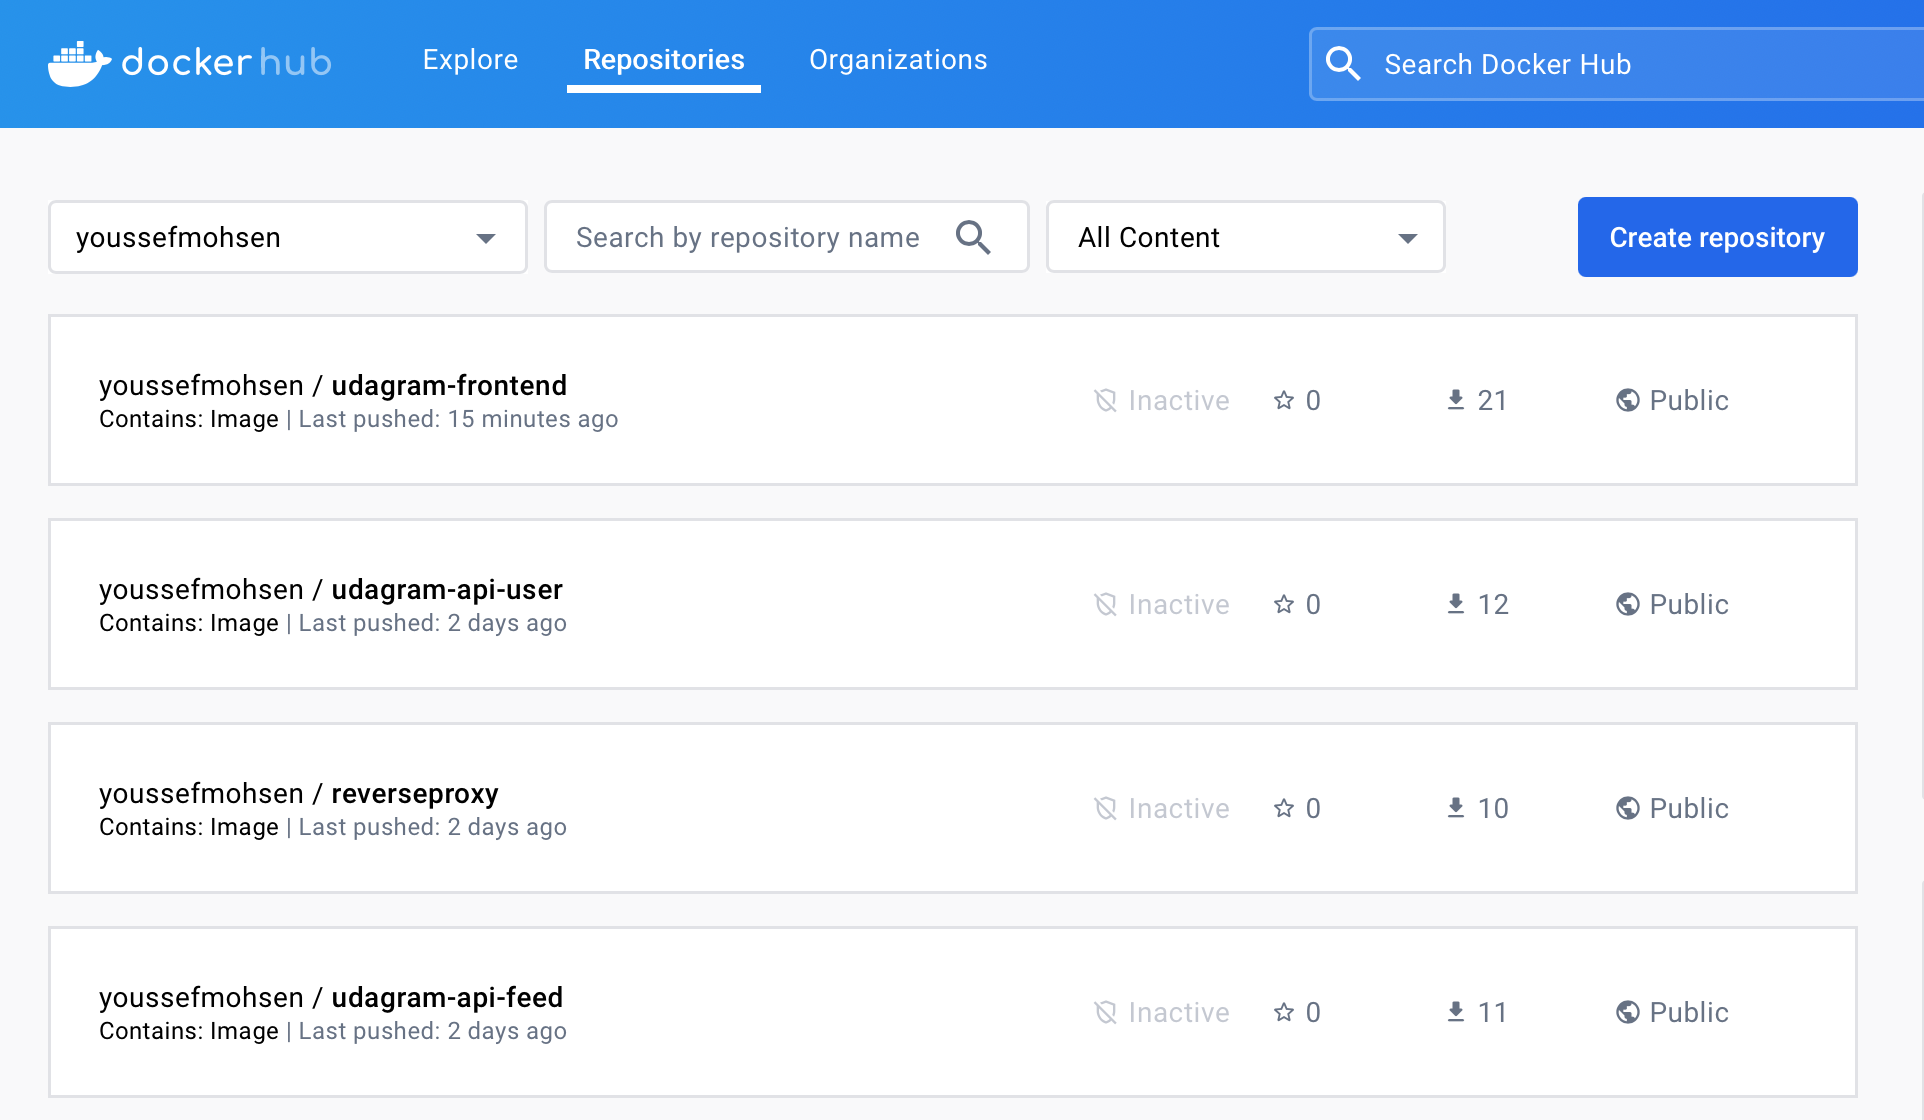 docker hub
Explore
Repositories
Organizations
Search Docker Hub
youssefmohsen
Search by repository name
All Content
Create repository
youssefmohsen / udagram-frontend
Contains: Image | Last pushed: 15 minutes ago
Inactive
0
21
Public
youssefmohsen / udagram-api-user
Contains: Image | Last pushed: 2 days ago
Inactive
0
12
Public
youssefmohsen / reverseproxy
Contains: Image | Last pushed: 2 days ago
Inactive
0
10
Public
youssefmohsen / udagram-api-feed
Contains: Image | Last pushed: 2 days ago
Inactive
0
11
Public